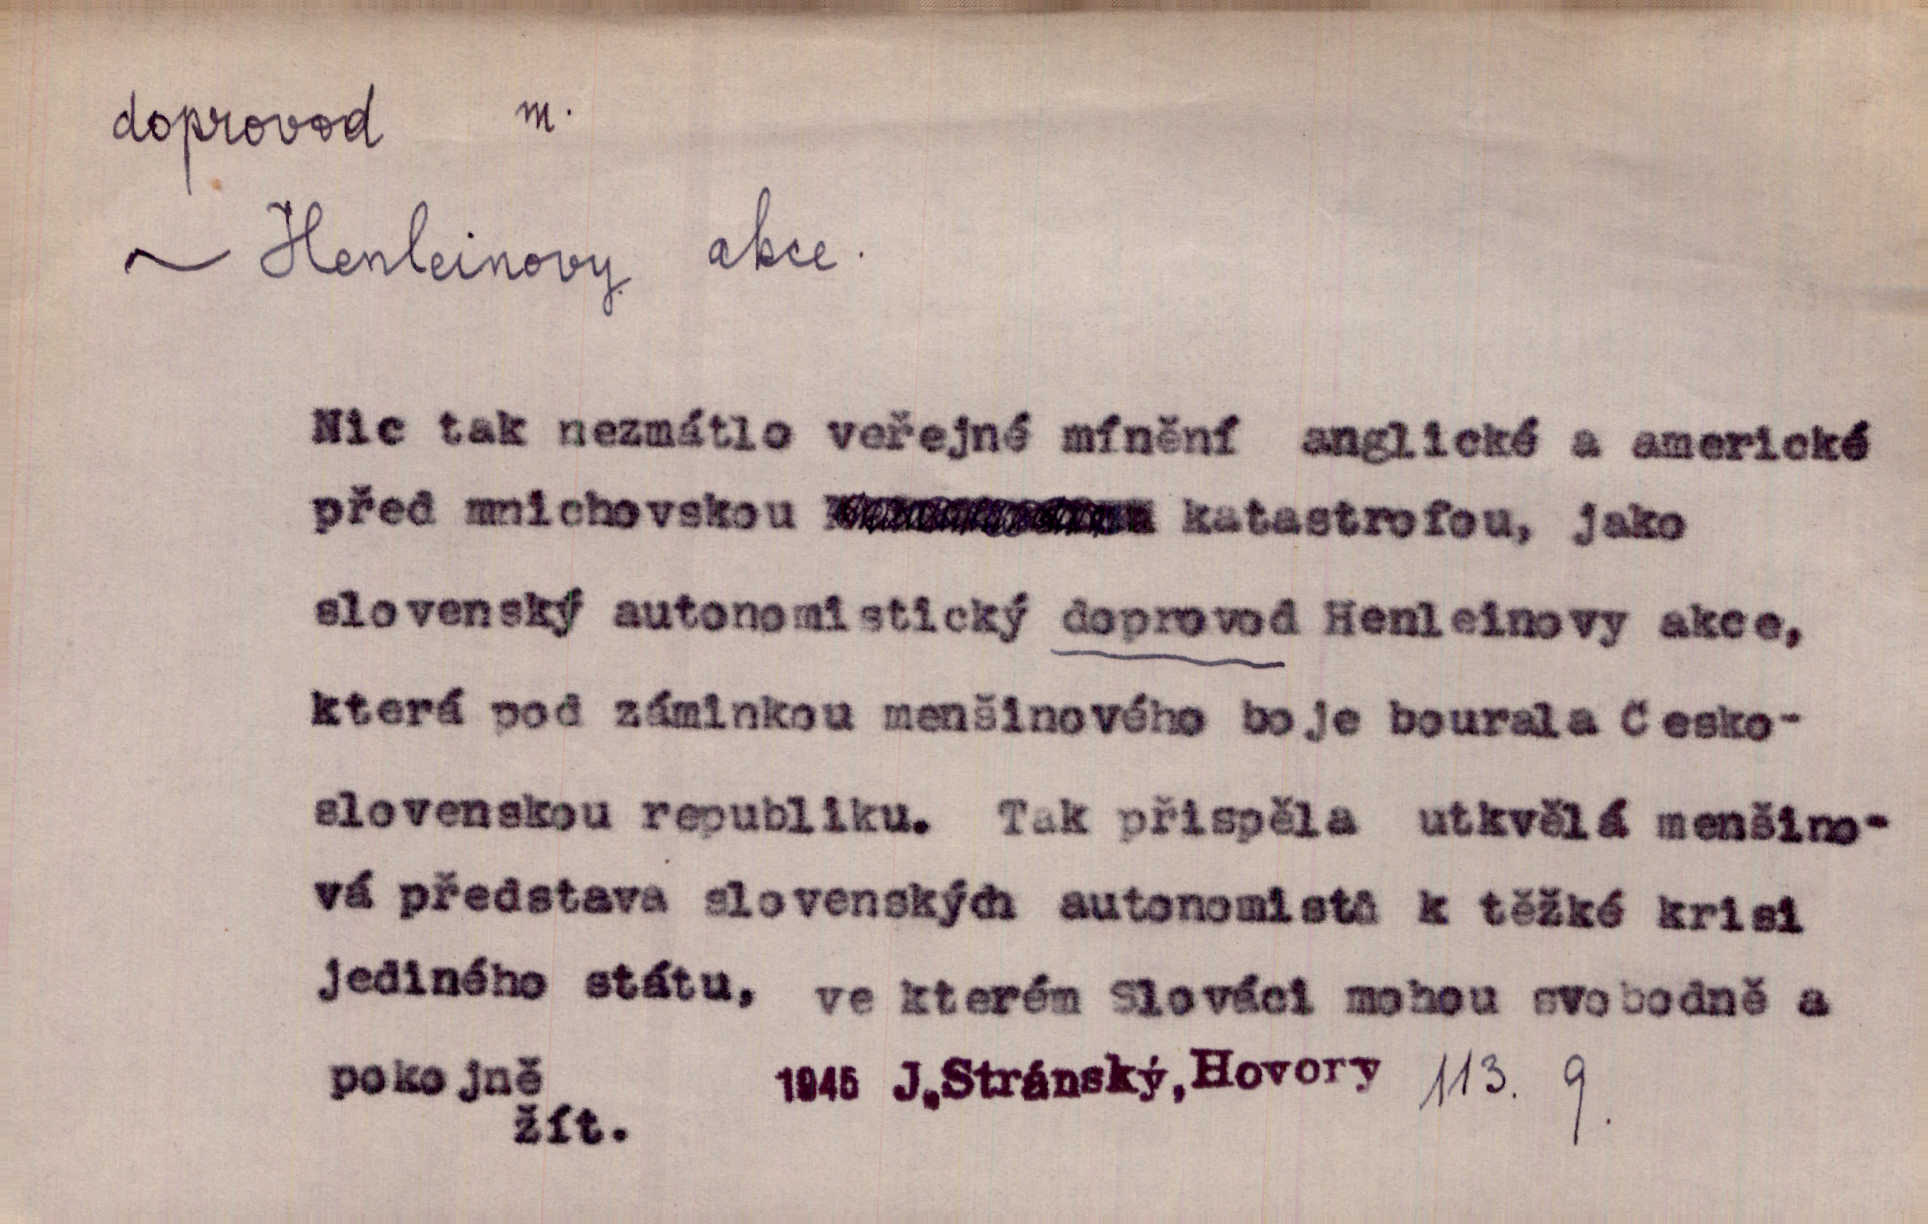 doprovod m.
~ Henleinovy akce.
Nic tak nezmátlo veřejné mínění anglické a americké
před mnichovskou katastrofou, jako
slovenský autonomistický doprovod Henleinovy akce,
která pod záminkou menšinového boje bourala Česko-
slovenskou republiku. Tak přispěla utkvělá menšino-
vá představa slovenských autonomistů k těžké krisi
jediného státu, ve kterém Slováci mohou svobodně a
pokojně
žít.
1945 J. Stránský, Hovory 113. 9.